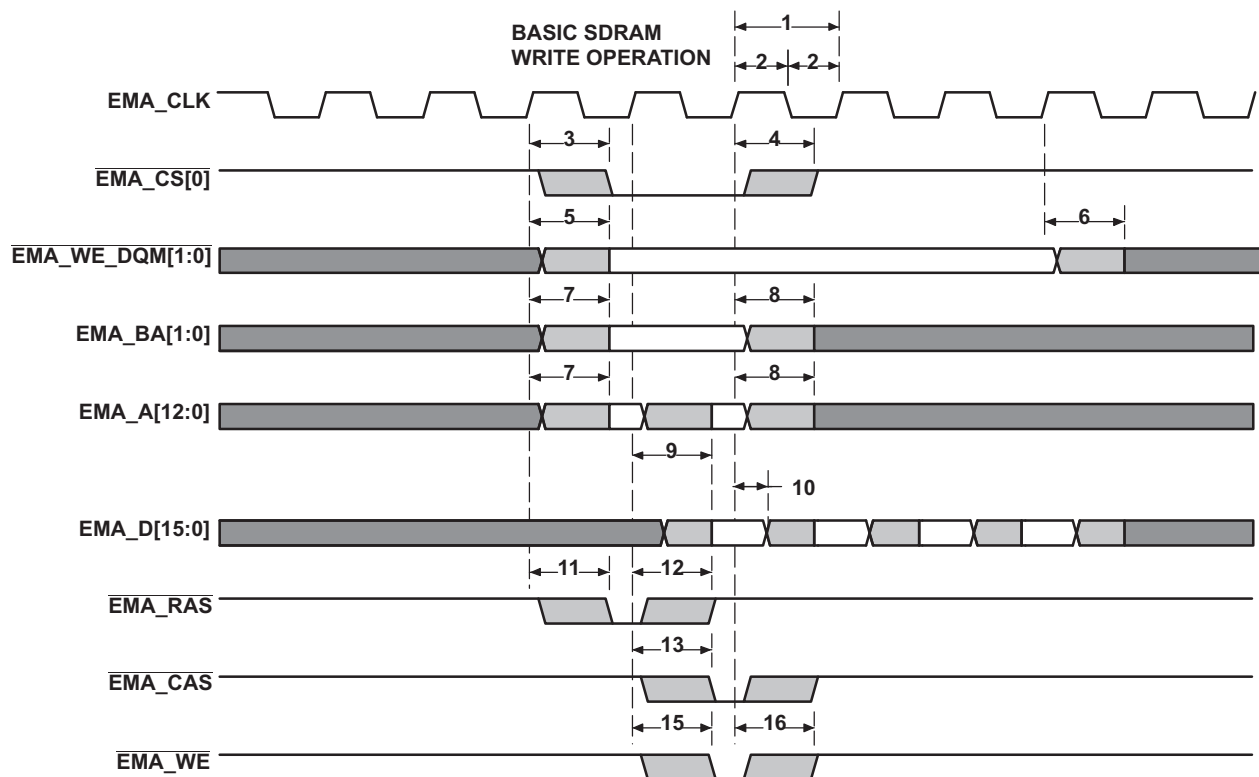 1
BASIC SDRAM
WRITE OPERATION
2 2
EMA_CLK
3 4
EMA_CS[0]
5 6
EMA_WE_DQM[1:0]
7 8
EMA_BA[1:0]
7 8
EMA_A[12:0]
9
10
EMA_D[15:0]
11 12
EMA_RAS
13
EMA_CAS
15 16
EMA_WE